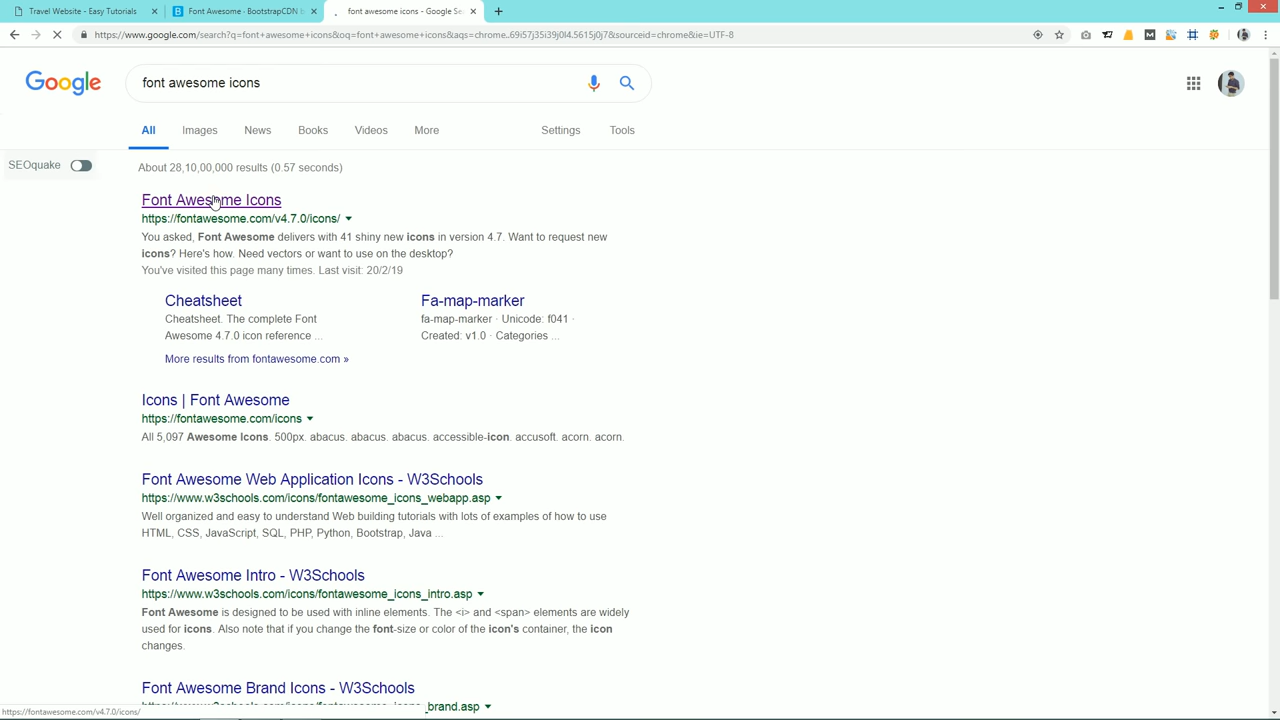 Travel Website - Easy Tutorials
Font Awesome · BootstrapCDN b
font awesome icons - Google Se
https://www.google.com/search?q=font+awesome+icons&oq=font+awesome+icons&aqs=chrome..69i57j35i39j0l4.5615j0j7&sourceid=chrome&ie=UTF-8
Google
font awesome icons
All Images News Books Videos More Settings Tools
SEOquake
About 28,10,00,000 results (0.57 seconds)
Font Awesome Icons
https://fontawesome.com/v4.7.0/icons/
You asked, Font Awesome delivers with 41 shiny new icons in version 4.7. Want to request new
icons? Here's how. Need vectors or want to use on the desktop?
You've visited this page many times. Last visit: 20/2/19
Cheatsheet
Cheatsheet. The complete Font
Awesome 4.7.0 icon reference ...
Fa-map-marker
fa-map-marker · Unicode: f041 ·
Created: v1.0 · Categories ...
More results from fontawesome.com »
Icons | Font Awesome
https://fontawesome.com/icons
All 5,097 Awesome Icons. 500px. abacus. abacus. abacus. accessible-icon. accusoft. acorn. acorn.
Font Awesome Web Application Icons - W3Schools
https://www.w3schools.com/icons/fontawesome_icons_webapp.asp
Well organized and easy to understand Web building tutorials with lots of examples of how to use
HTML, CSS, JavaScript, SQL, PHP, Python, Bootstrap, Java ...
Font Awesome Intro - W3Schools
https://www.w3schools.com/icons/fontawesome_icons_intro.asp
Font Awesome is designed to be used with inline elements. The <i> and <span> elements are widely
used for icons. Also note that if you change the font-size or color of the icon's container, the icon
changes.
Font Awesome Brand Icons - W3Schools
_brand.asp
https://fontawesome.com/v4.7.0/icons/